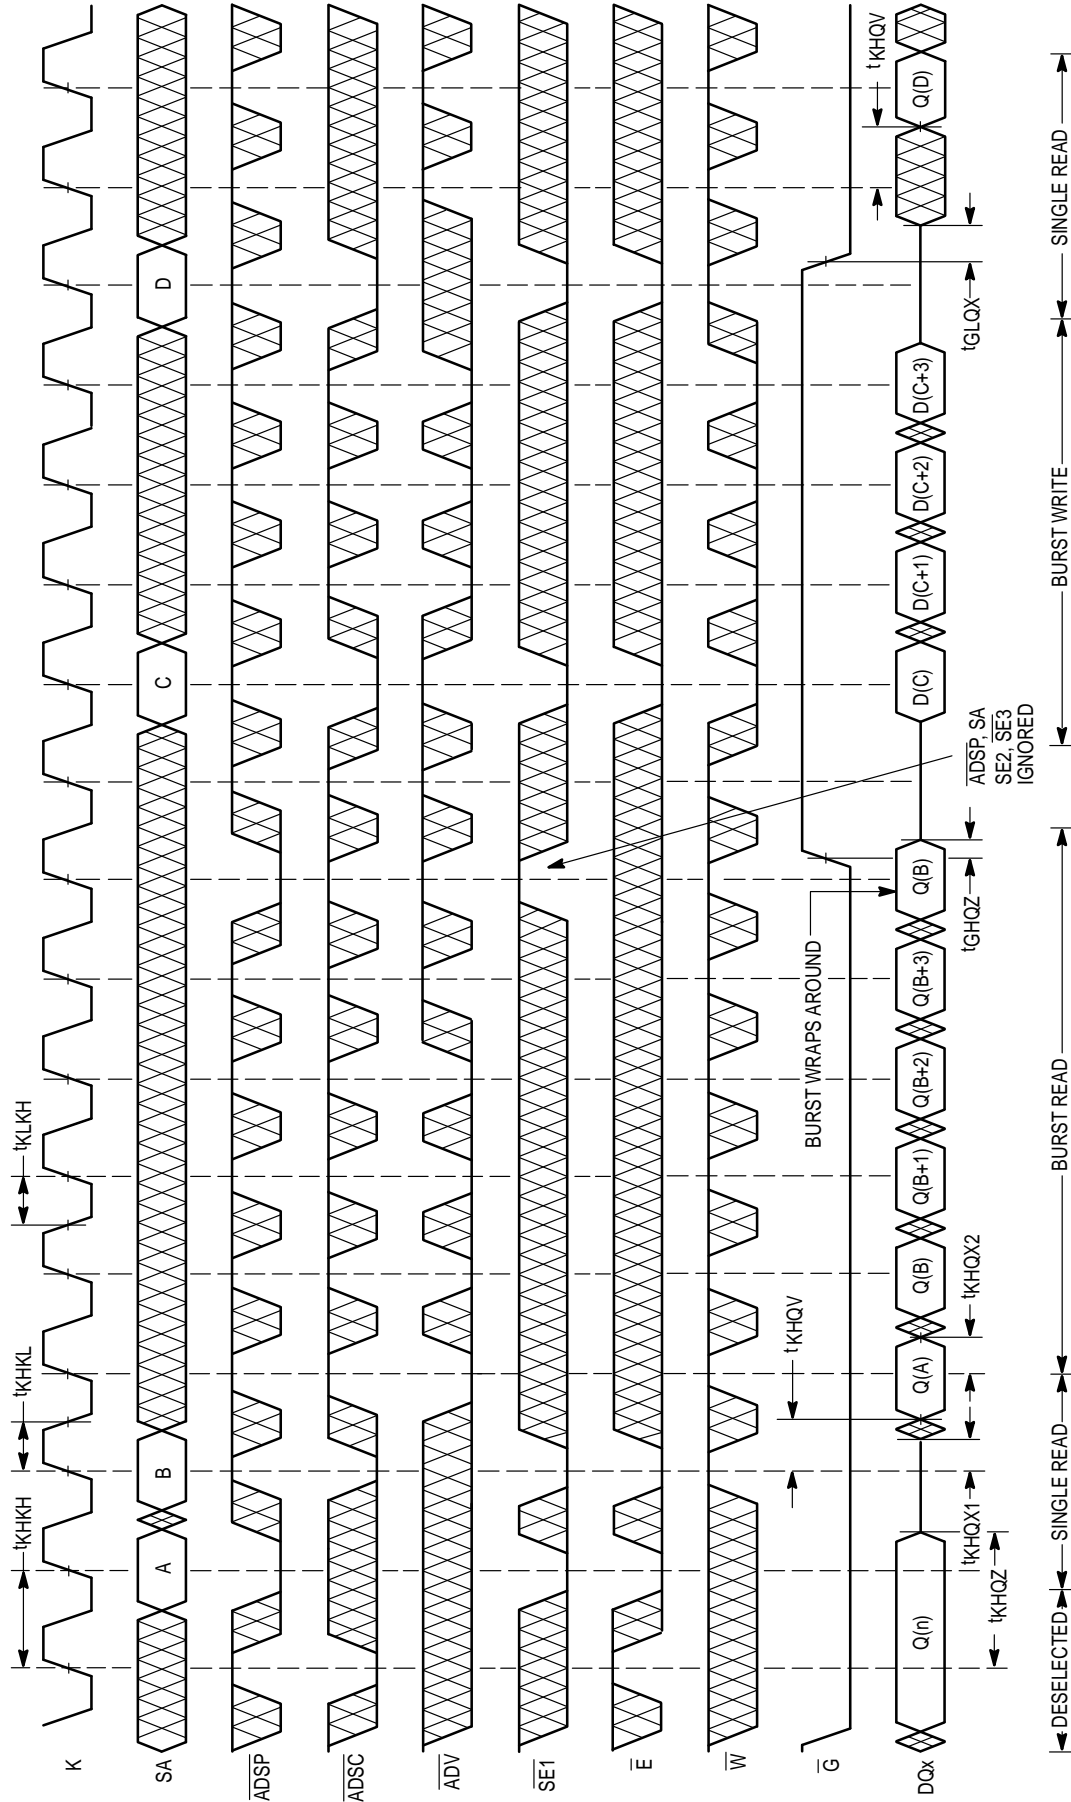 tKHKH
tKHKL
tKLKH
K
SA
A
B
C
D
ADSP
ADSC
ADV
SE1
E
W
G
tKHQV
BURST WRAPS AROUND
ADSP, SA
SE2, SE3
IGNORED
DQx
Q(n)
Q(A)
Q(B)
Q(B+1)
Q(B+2)
Q(B+3)
Q(B)
D(C)
D(C+1)
D(C+2)
D(C+3)
Q(D)
tKHQV
tKHQZ
tKHQX1
tKHQX2
tGHQZ
tGLQX
DESELECTED
SINGLE READ
BURST READ
BURST WRITE
SINGLE READ